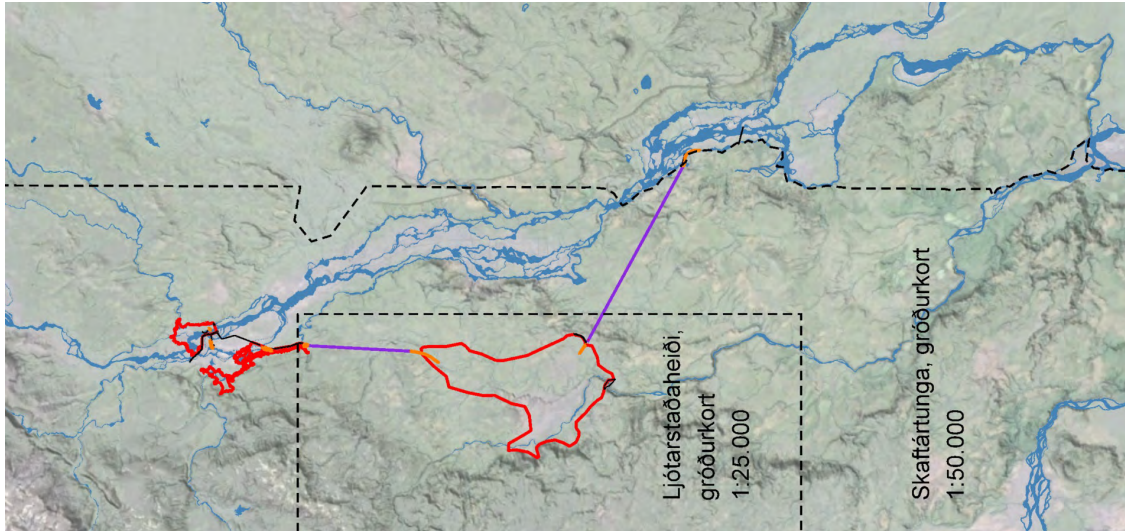 Ljótarstaðaheiði,
gróðurkort
1:25.000
Skaftártunga, gróðurkort
1:50.000